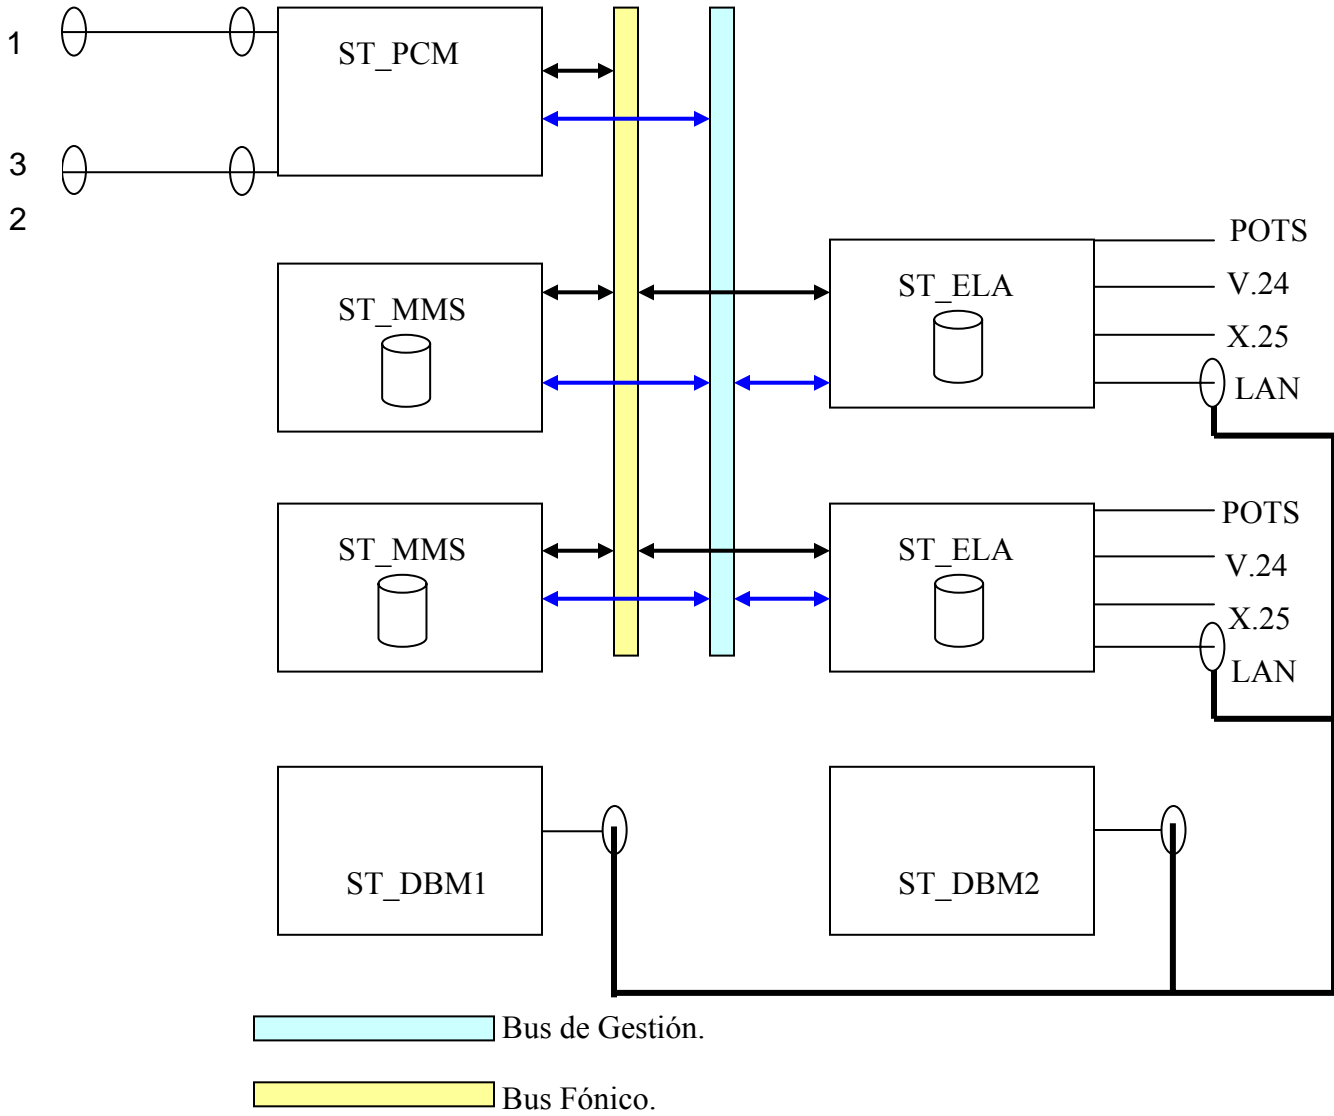 1
ST_PCM
3
2
POTS
V.24
X.25
LAN
ST_MMS
ST_ELA
POTS
V.24
X.25
LAN
ST_MMS
ST_ELA
ST_DBM1
ST_DBM2
Bus de Gestión.
Bus Fónico.